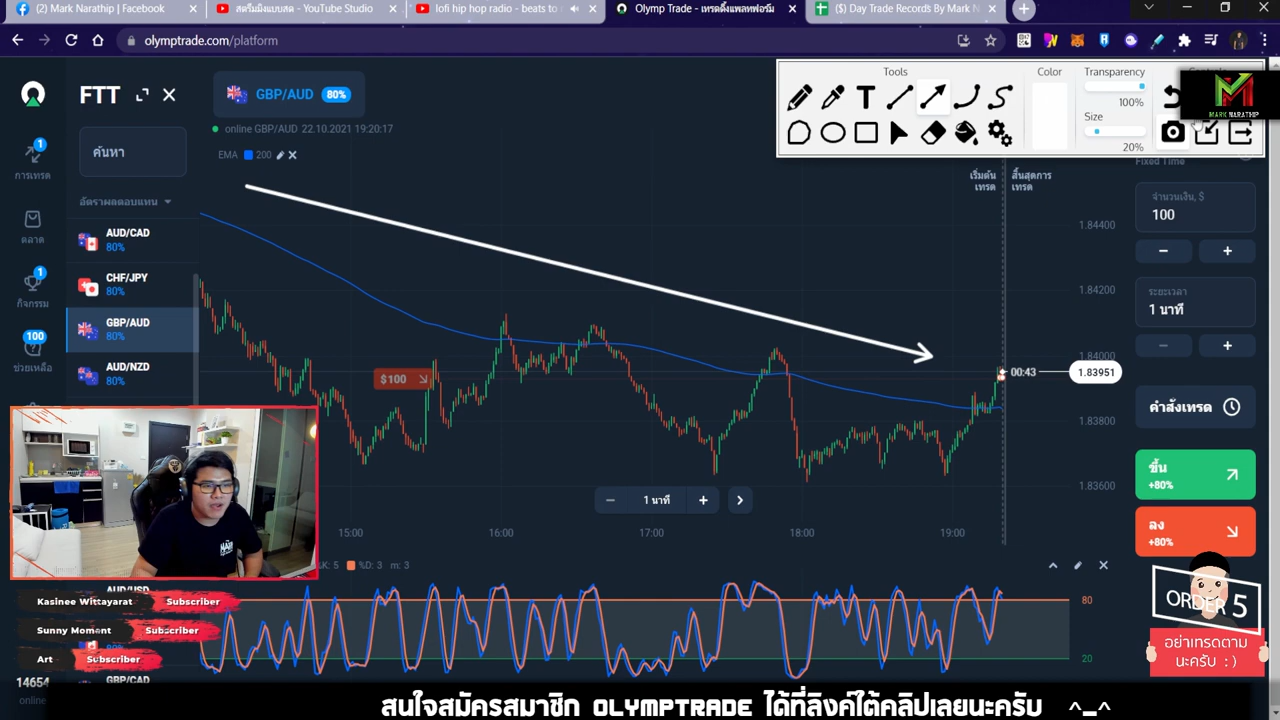 (2) Mark Narathip | Facebook
สตรีมมิงแบบสด - YouTube Studio
lofi hip hop radio - beats to
Olymp Trade - เทรดดิ้งแพลทฟอร์ม
($) Day Trade Records By Mark N
olymptrade.com/platform
FTT
GBP/AUD 80%
Tools
Color
Transparency
100%
Size
20%
MARK NARATHIP
online GBP/AUD 22.10.2021 19:20:17
EMA 200
1
การเทรด
ตลาด
1
กิจกรรม
100
ช่วยเหลือ
ค้นหา
อัตราผลตอบแทน
AUD/CAD
80%
CHF/JPY
80%
GBP/AUD
80%
AUD/NZD
80%
เริ่มต้น
เทรด
สิ้นสุดการ
เทรด
Fixed Time
จำนวนเงิน, $
100
ระยะเวลา
1 นาที
คำสั่งเทรด
ขึ้น
+80%
ลง
+80%
1.84400
1.84200
1.84000
1.83951
1.83800
1.83600
00:43
$100
1 นาที
15:00
16:00
17:00
18:00
19:00
%K: 5 %D: 3 m: 3
80
20
AUD/USD
Kasinee Wittayarat Subscriber
Sunny Moment Subscriber
Art Subscriber
GBP/CAD
14654
online
ORDER 5
อย่าเทรดตาม
นะครับ : )
สนใจสมัครสมาชิก OLYMPTRADE ได้ที่ลิงค์ใต้คลิปเลยนะครับ ^_^